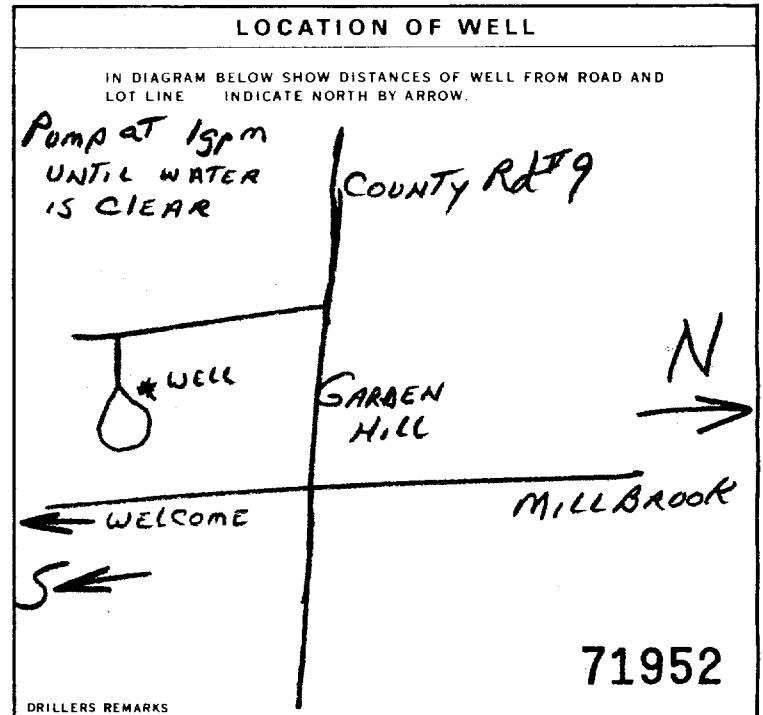 LOCATION OF WELL
IN DIAGRAM BELOW SHOW DISTANCES OF WELL FROM ROAD AND
LOT LINE INDICATE NORTH BY ARROW.
Pump at 1gpm
UNTIL WATER
IS CLEAR
COUNTY Rd # 9
* WELL
GARDEN
HILL
N
WELCOME
MILLBROOK
S
71952
DRILLERS REMARKS